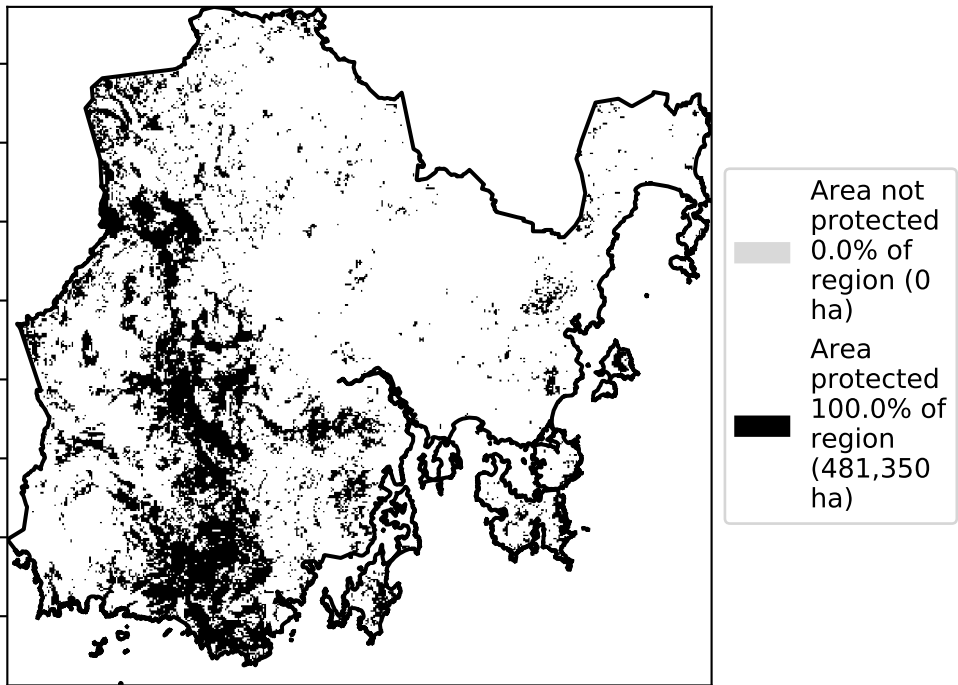 Area not
protected
0.0% of
region (0
ha)
Area
protected
100.0% of
region
(481,350
ha)